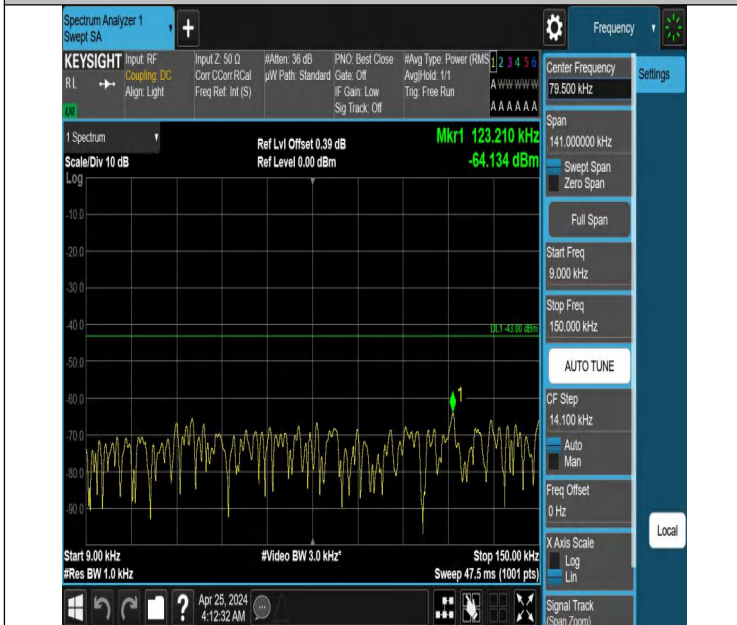 Spectrum Analyzer 1
Swept SA
+
Frequency
KEYSIGHT
RL
Input: RF
Coupling: DC
Align: Light
Input Z: 50 Ω
Corr CCorr RCal
Freq Ref: Int (S)
#Atten: 36 dB
µW Path: Standard
PNO: Best Close
Gate: Off
IF Gain: Low
Sig Track: Off
#Avg Type: Power (RMS
Avg|Hold: 1/1
Trig: Free Run
1 2 3 4 5 6
A W W W W W
A A A A A A
1 Spectrum
Scale/Div 10 dB
Ref Lvl Offset 0.39 dB
Ref Level 0.00 dBm
Mkr1 123.210 kHz
-64.134 dBm
Log
-10.0
-20.0
-30.0
-40.0
-50.0
-60.0
-70.0
-80.0
-90.0
DL1 -43.00 dBm
1
Start 9.00 kHz
#Res BW 1.0 kHz
#Video BW 3.0 kHz*
Stop 150.00 kHz
Sweep 47.5 ms (1001 pts)
?
Apr 25, 2024
4:12:32 AM
Center Frequency
79.500 kHz
Settings
Span
141.000000 kHz
Swept Span
Zero Span
Full Span
Start Freq
9.000 kHz
Stop Freq
150.000 kHz
AUTO TUNE
CF Step
14.100 kHz
Auto
Man
Freq Offset
0 Hz
Local
X Axis Scale
Log
Lin
Signal Track
(Span Zoom)